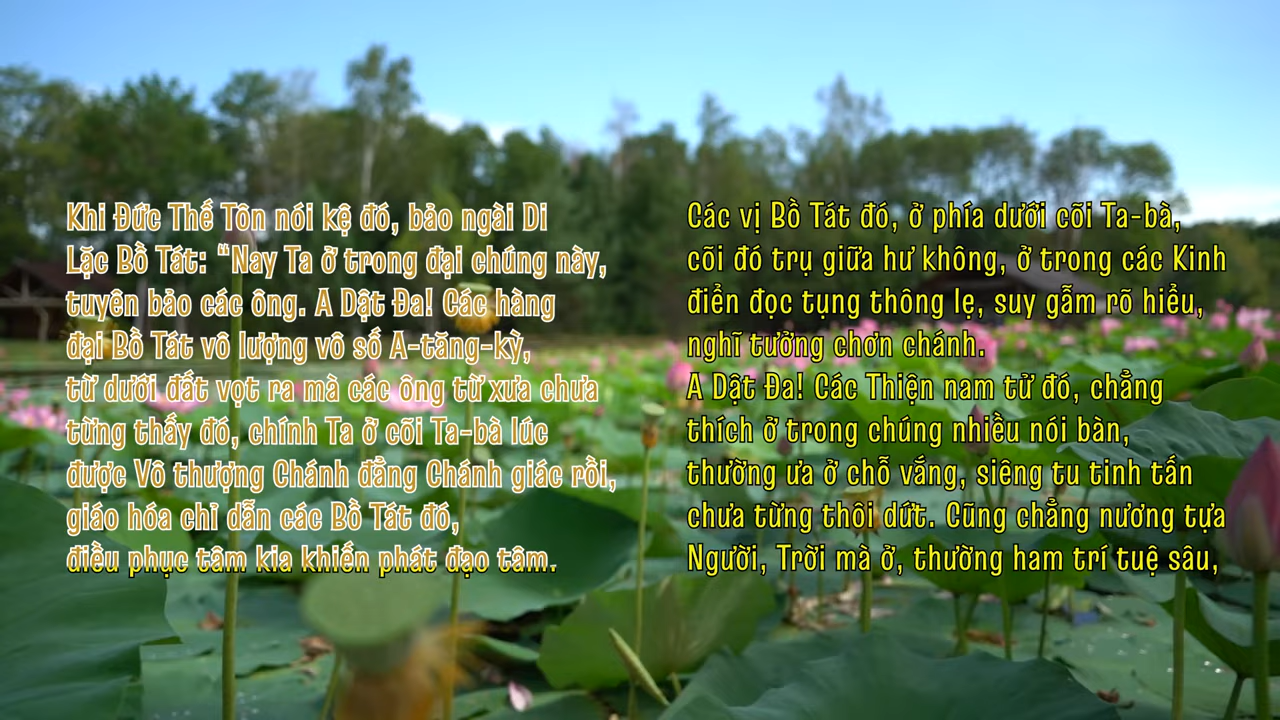 Khi Đức Thế Tôn nói kệ đó, bảo ngài Di
Lặc Bồ Tát: “Nay Ta ở trong đại chúng này,
tuyên bảo các ông. A Dật Đa! Các hàng
đại Bồ Tát vô lượng vô số A-tăng-kỳ,
từ dưới đất vọt ra mà các ông từ xưa chưa
từng thấy đó, chính Ta ở cõi Ta-bà lúc
được Vô thượng Chánh đẳng Chánh giác rồi,
giáo hóa chỉ dẫn các Bồ Tát đó,
điều phục tâm kia khiến phát đạo tâm.
Các vị Bồ Tát đó, ở phía dưới cõi Ta-bà,
cõi đó trụ giữa hư không, ở trong các Kinh
điển đọc tụng thông lẹ, suy gẫm rõ hiểu,
nghĩ tưởng chơn chánh.
A Dật Đa! Các Thiện nam tử đó, chẳng
thích ở trong chúng nhiều nói bàn,
thường ưa ở chỗ vắng, siêng tu tinh tấn
chưa từng thôi dứt. Cũng chẳng nương tựa
Người, Trời mà ở, thường ham trí tuệ sâu,